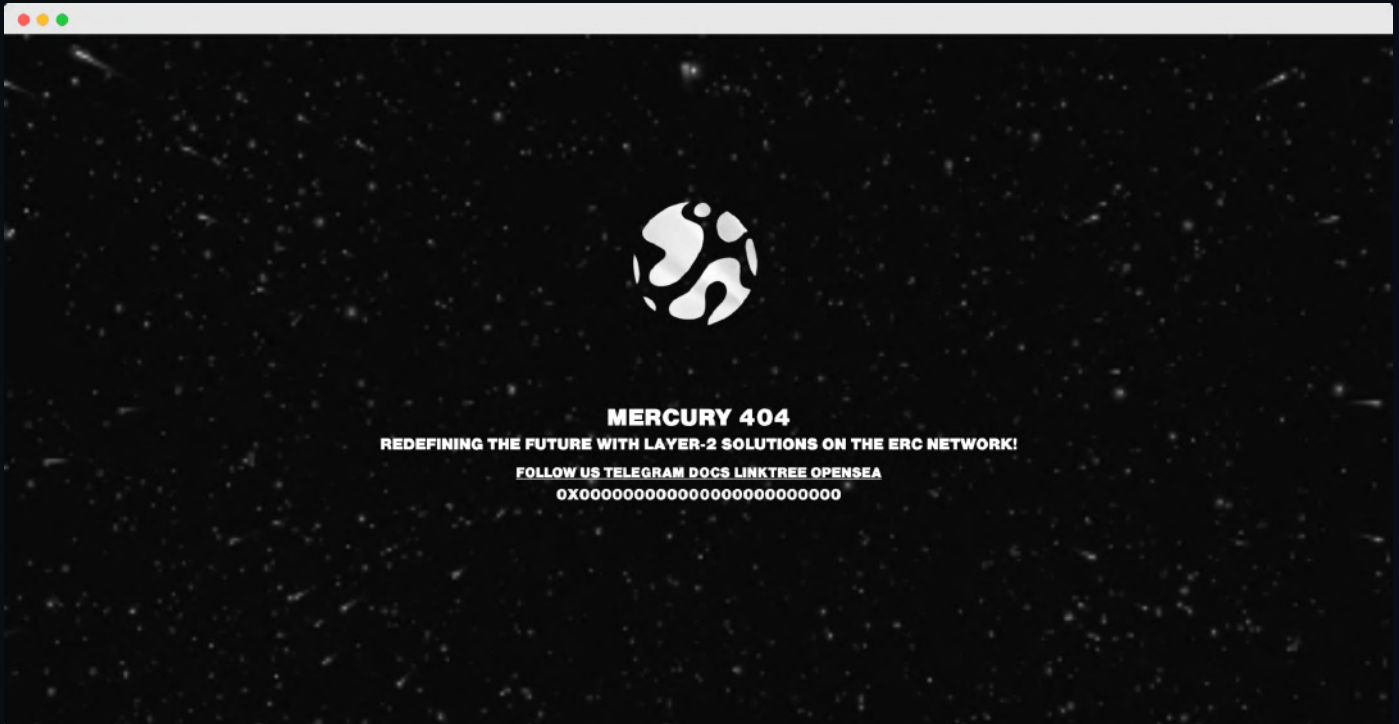 MERCURY 404
REDEFINING THE FUTURE WITH LAYER-2 SOLUTIONS ON THE ERC NETWORK!
FOLLOW US TELEGRAM DOCS LINKTREE OPENSEA
0X000000000000000000000000